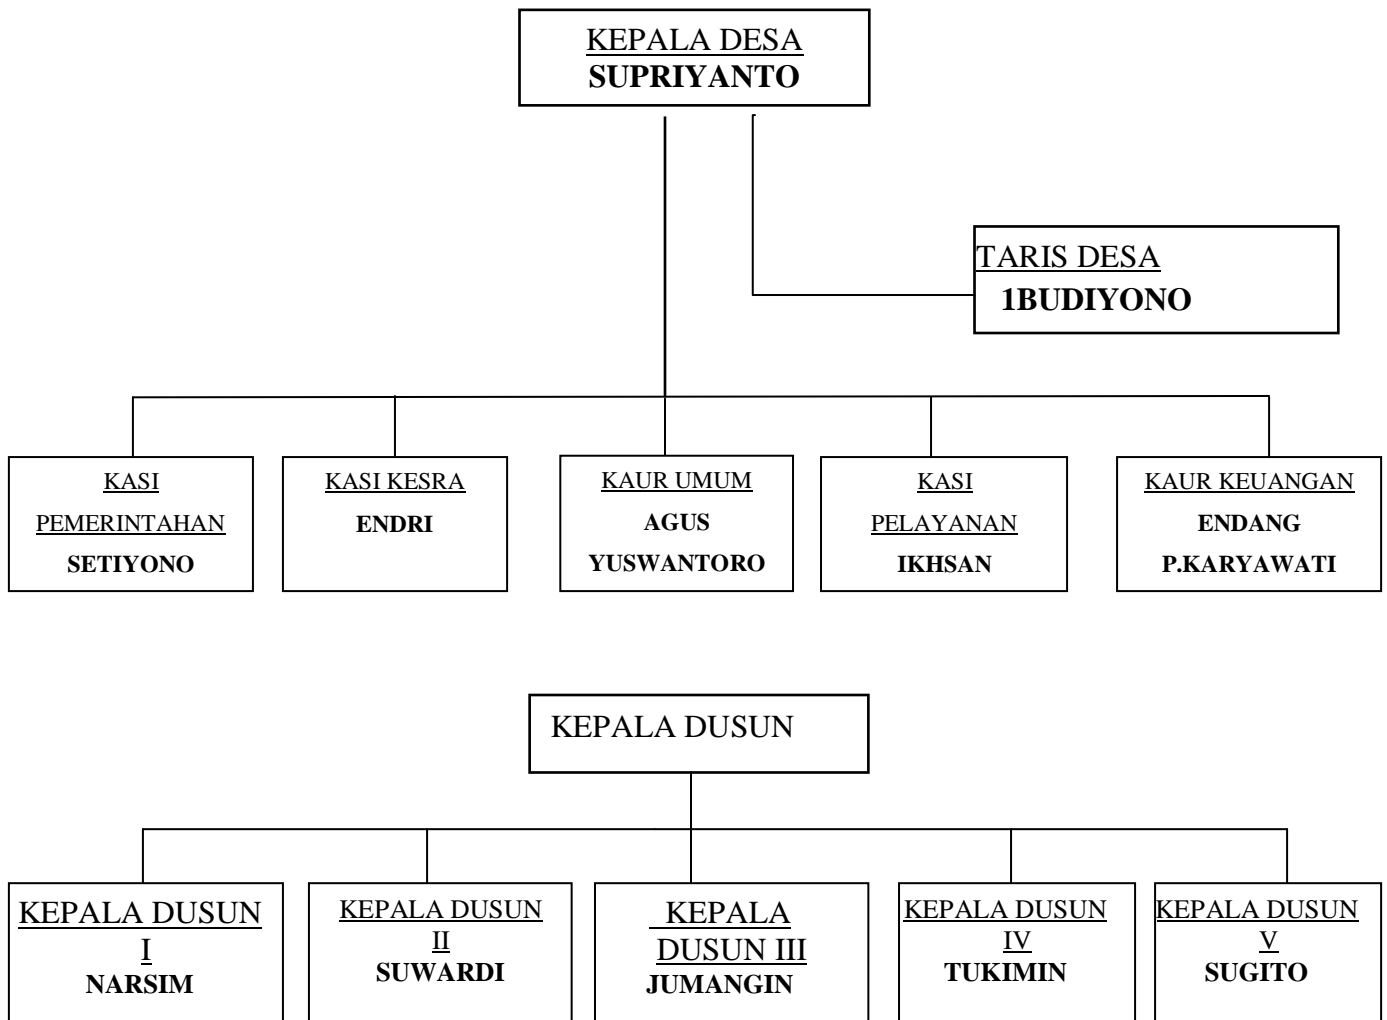 KEPALA DESA
SUPRIYANTO
TARIS DESA
1BUDIYONO
KASI
PEMERINTAHAN
SETIYONO
KASI KESRA
ENDRI
KAUR UMUM
AGUS
YUSWANTORO
KASI
PELAYANAN
IKHSAN
KAUR KEUANGAN
ENDANG
P.KARYAWATI
KEPALA DUSUN
KEPALA DUSUN
I
NARSIM
KEPALA DUSUN
II
SUWARDI
KEPALA
DUSUN III
JUMANGIN
KEPALA DUSUN
IV
TUKIMIN
KEPALA DUSUN
V
SUGITO